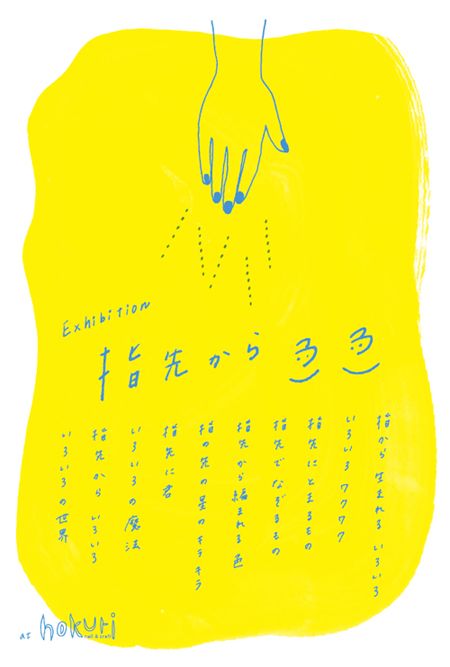 Exhibition
指先から
指から 生まれる いろいろ
いろいろ ワクワク
指先にとまるもの
指先でなぞるもの
指先から編まれる色
指の先の星のキラキラ
指先に君
いろいろの魔法
指先から いろいろ
いろいろの世界
at hokuri
nail & craft